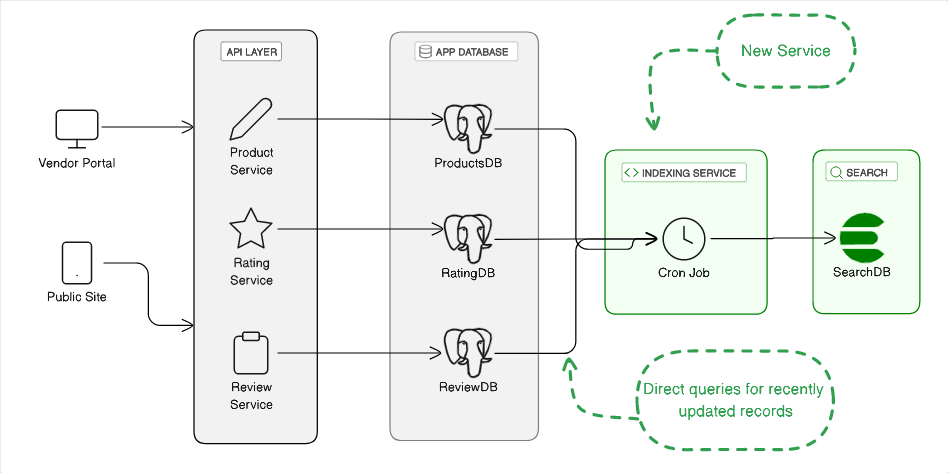 New Service
API LAYER
APP DATABASE
Vendor Portal
Product
Service
ProductsDB
INDEXING SERVICE
SEARCH
Public Site
Rating
Service
RatingDB
Cron Job
SearchDB
Review
Service
ReviewDB
Direct queries for recently
updated records